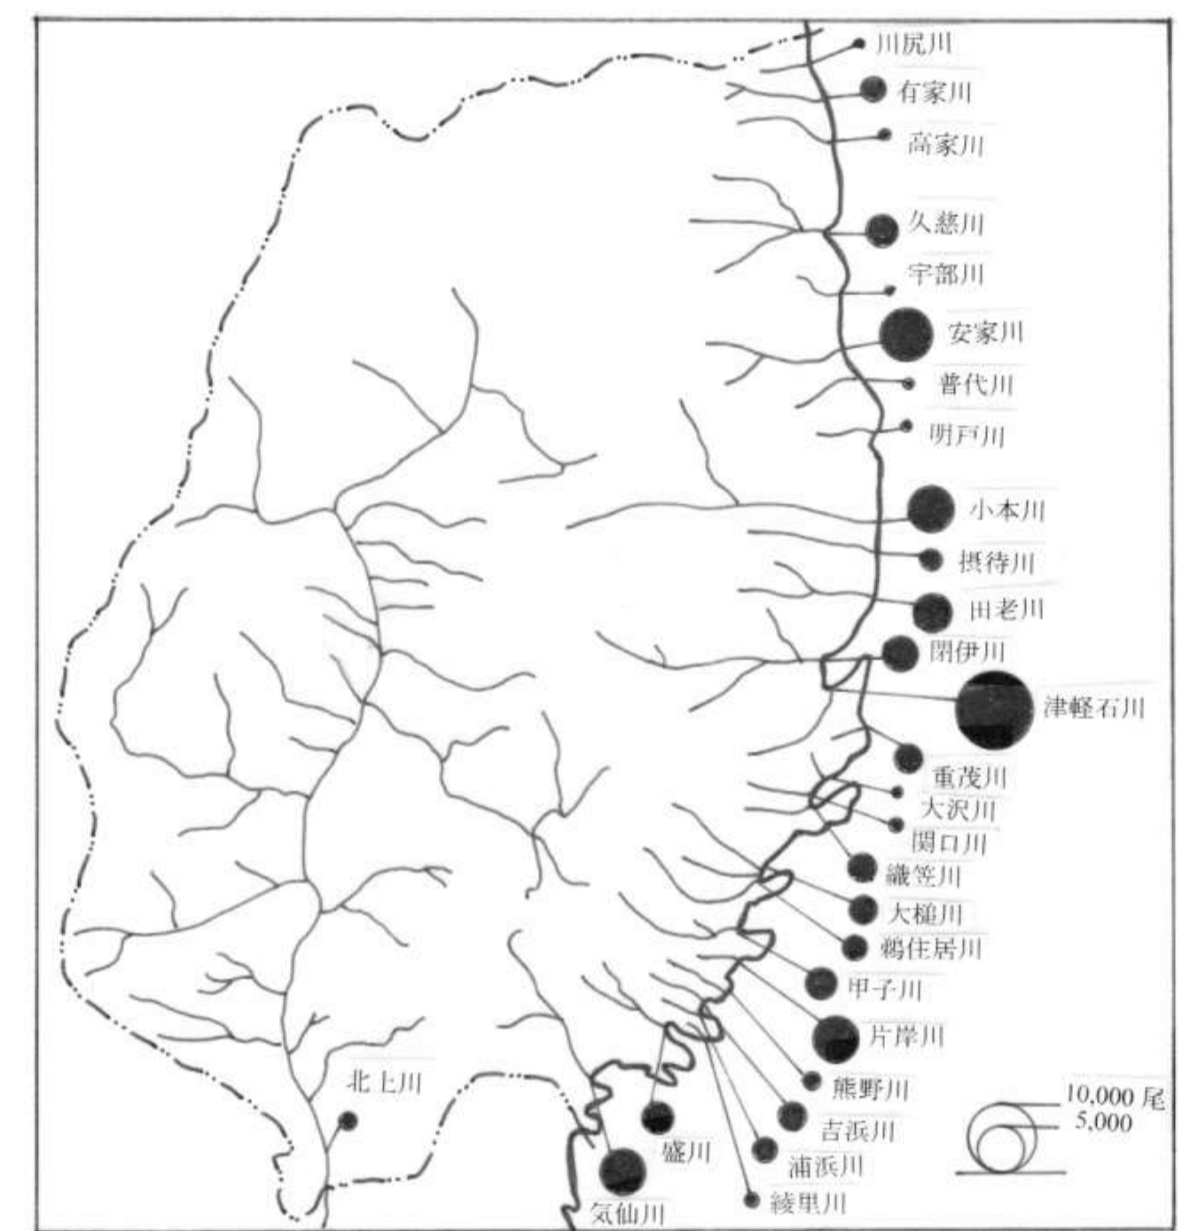 川尻川
有家川
高家川
久慈川
宇部川
安家川
普代川
明戸川
小本川
摂待川
田老川
閉伊川
津軽石川
重茂川
大沢川
関口川
織笠川
大槌川
鵜住居川
甲子川
片岸川
熊野川
吉浜川
浦浜川
綾里川
盛川
気仙川
北上川
10,000 尾
5,000